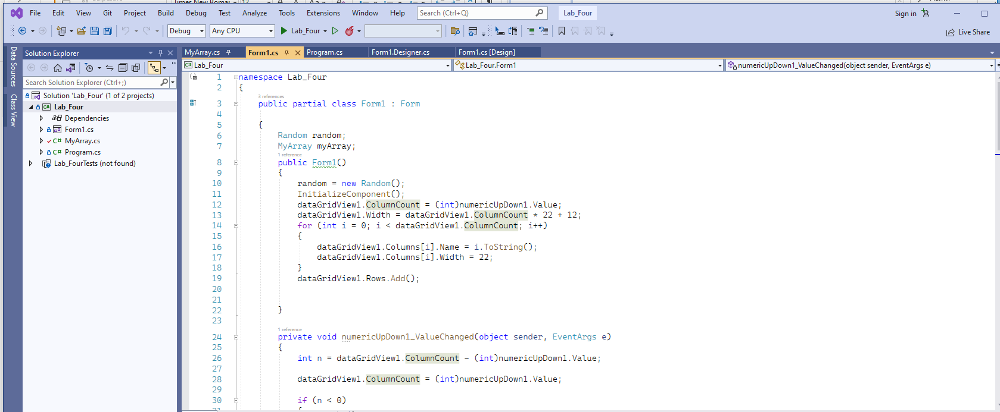 File Edit View Git Project Build Debug Test Analyze Tools Extensions Window Help Search (Ctrl+Q) Lab_Four Sign in
Debug Any CPU Lab_Four Live Share
Data Sources
Class View
Solution Explorer
Search Solution Explorer (Ctrl+;)
Solution 'Lab_Four' (1 of 2 projects)
Lab_Four
Dependencies
Form1.cs
C# MyArray.cs
C# Program.cs
Lab_FourTests (not found)
MyArray.cs Form1.cs Program.cs Form1.Designer.cs Form1.cs [Design]
C# Lab_Four Lab_Four.Form1 numericUpDown1_ValueChanged(object sender, EventArgs e)
1 namespace Lab_Four
2 {
3 references
3 public partial class Form1 : Form
4
5 {
6 Random random;
7 MyArray myArray;
1 reference
8 public Form1()
9 {
10 random = new Random();
11 InitializeComponent();
12 dataGridView1.ColumnCount = (int)numericUpDown1.Value;
13 dataGridView1.Width = dataGridView1.ColumnCount * 22 + 12;
14 for (int i = 0; i < dataGridView1.ColumnCount; i++)
15 {
16 dataGridView1.Columns[i].Name = i.ToString();
17 dataGridView1.Columns[i].Width = 22;
18 }
19 dataGridView1.Rows.Add();
20
21
22 }
23
1 reference
24 private void numericUpDown1_ValueChanged(object sender, EventArgs e)
25 {
26 int n = dataGridView1.ColumnCount - (int)numericUpDown1.Value;
27
28 dataGridView1.ColumnCount = (int)numericUpDown1.Value;
29
30 if (n < 0)